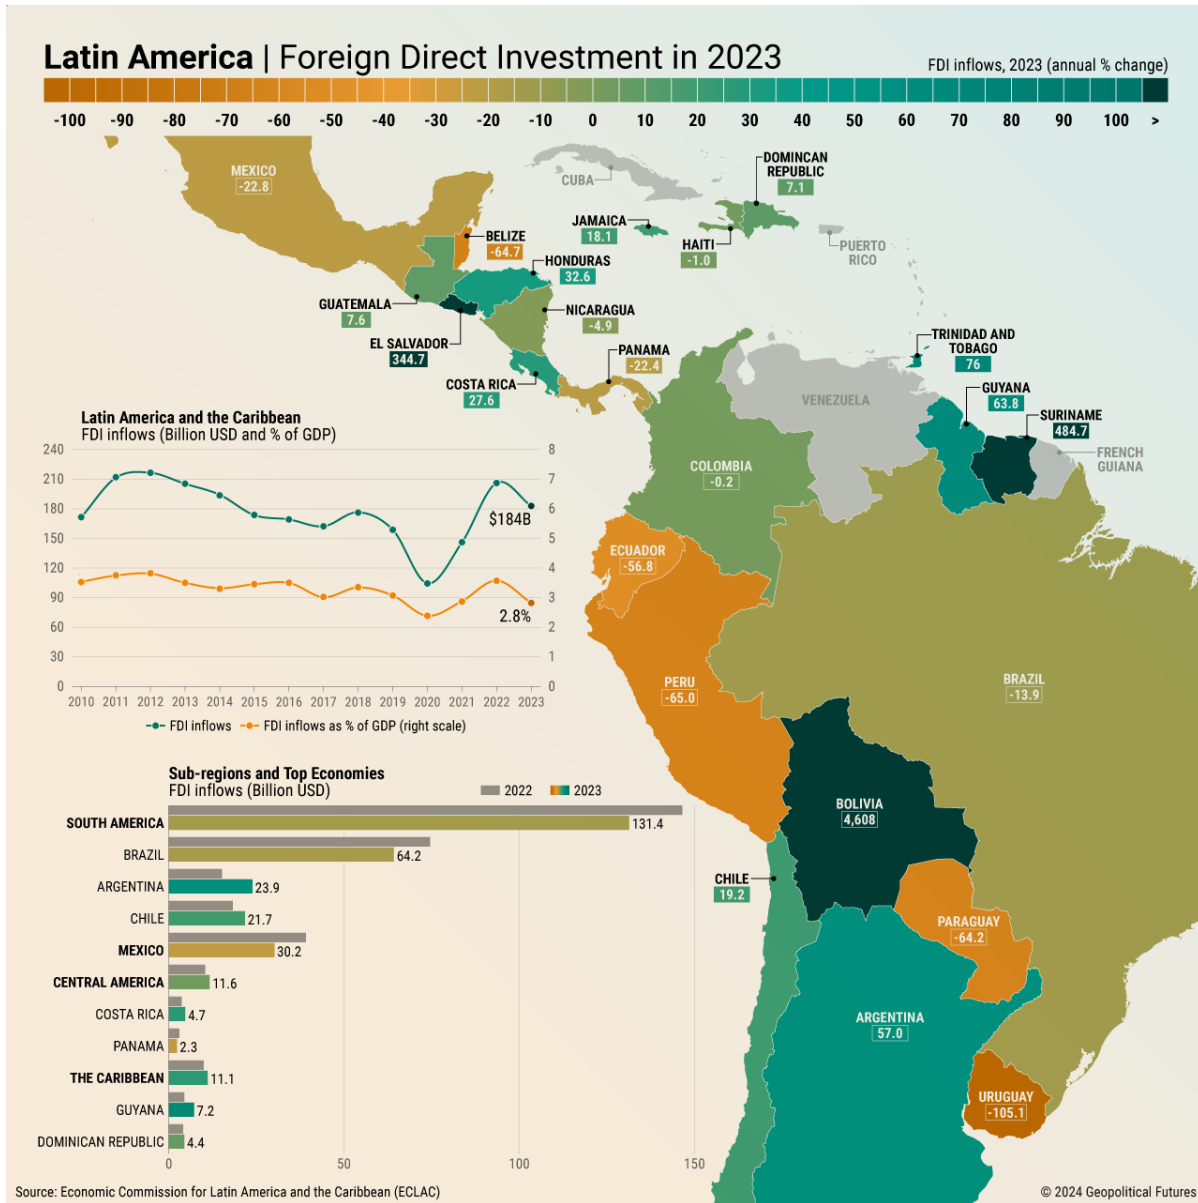 Latin America | Foreign Direct Investment in 2023
FDI inflows, 2023 (annual % change)
-100 -90 -80 -70 -60 -50 -40 -30 -20 -10 0 10 20 30 40 50 60 70 80 90 100 >
MEXICO
-22.8
CUBA
DOMINCAN
REPUBLIC
7.1
JAMAICA
18.1
HAITI
-1.0
PUERTO
RICO
BELIZE
-64.7
HONDURAS
32.6
GUATEMALA
7.6
NICARAGUA
-4.9
EL SALVADOR
344.7
COSTA RICA
27.6
PANAMA
-22.4
TRINIDAD AND
TOBAGO
76
GUYANA
63.8
SURINAME
484.7
FRENCH
GUIANA
VENEZUELA
COLOMBIA
-0.2
ECUADOR
-56.8
PERU
-65.0
BRAZIL
-13.9
BOLIVIA
4,608
CHILE
19.2
PARAGUAY
-64.2
ARGENTINA
57.0
URUGUAY
-105.1
Latin America and the Caribbean
FDI inflows (Billion USD and % of GDP)
240 8
210 7
180 6
150 5
120 4
90 3
60 2
30 1
0 0
$184B
2.8%
2010 2011 2012 2013 2014 2015 2016 2017 2018 2019 2020 2021 2022 2023
FDI inflows FDI inflows as % of GDP (right scale)
Sub-regions and Top Economies
FDI inflows (Billion USD)
2022 2023
SOUTH AMERICA 131.4
BRAZIL 64.2
ARGENTINA 23.9
CHILE 21.7
MEXICO 30.2
CENTRAL AMERICA 11.6
COSTA RICA 4.7
PANAMA 2.3
THE CARIBBEAN 11.1
GUYANA 7.2
DOMINICAN REPUBLIC 4.4
0 50 100 150
Source: Economic Commission for Latin America and the Caribbean (ECLAC)
© 2024 Geopolitical Futures